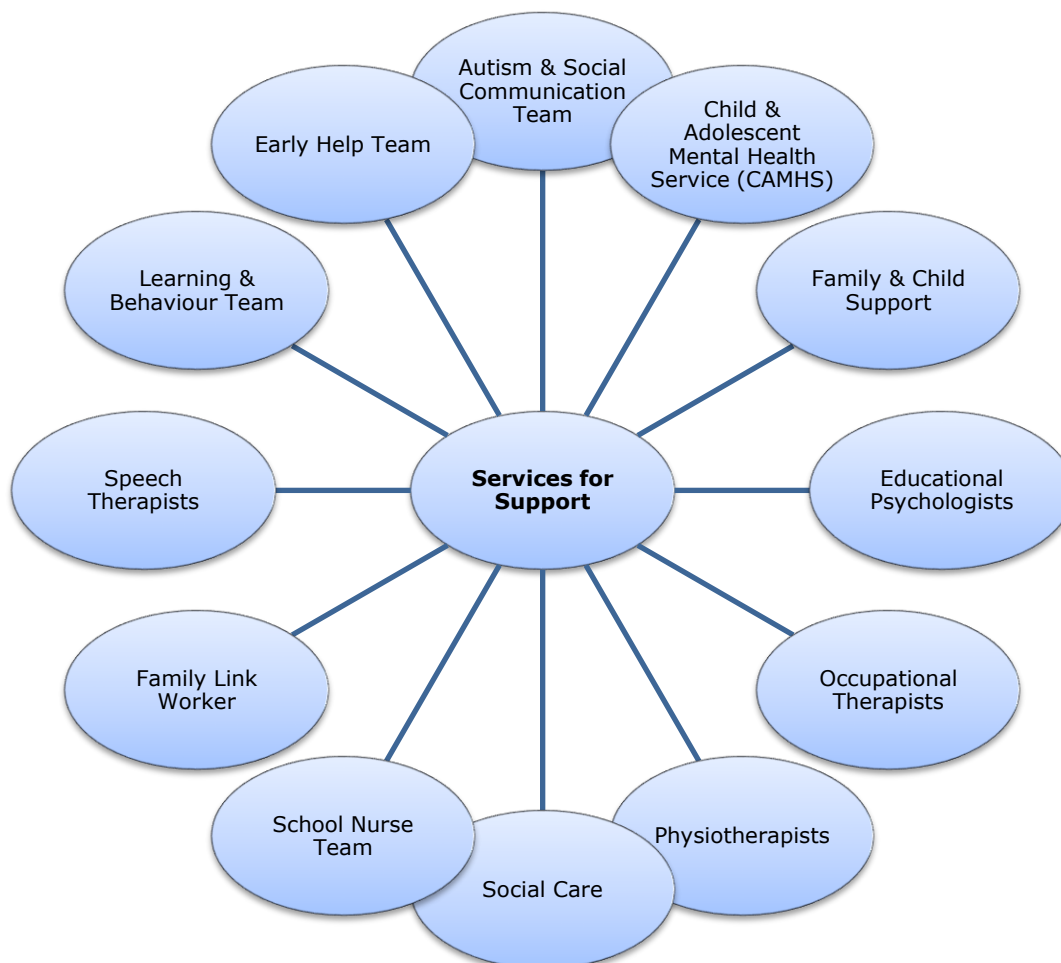 Autism & Social
Communication
Team
Child &
Adolescent
Mental Health
Service (CAMHS)
Family & Child
Support
Educational
Psychologists
Occupational
Therapists
Physiotherapists
Social Care
School Nurse
Team
Family Link
Worker
Speech
Therapists
Learning &
Behaviour Team
Early Help Team
Services for
Support